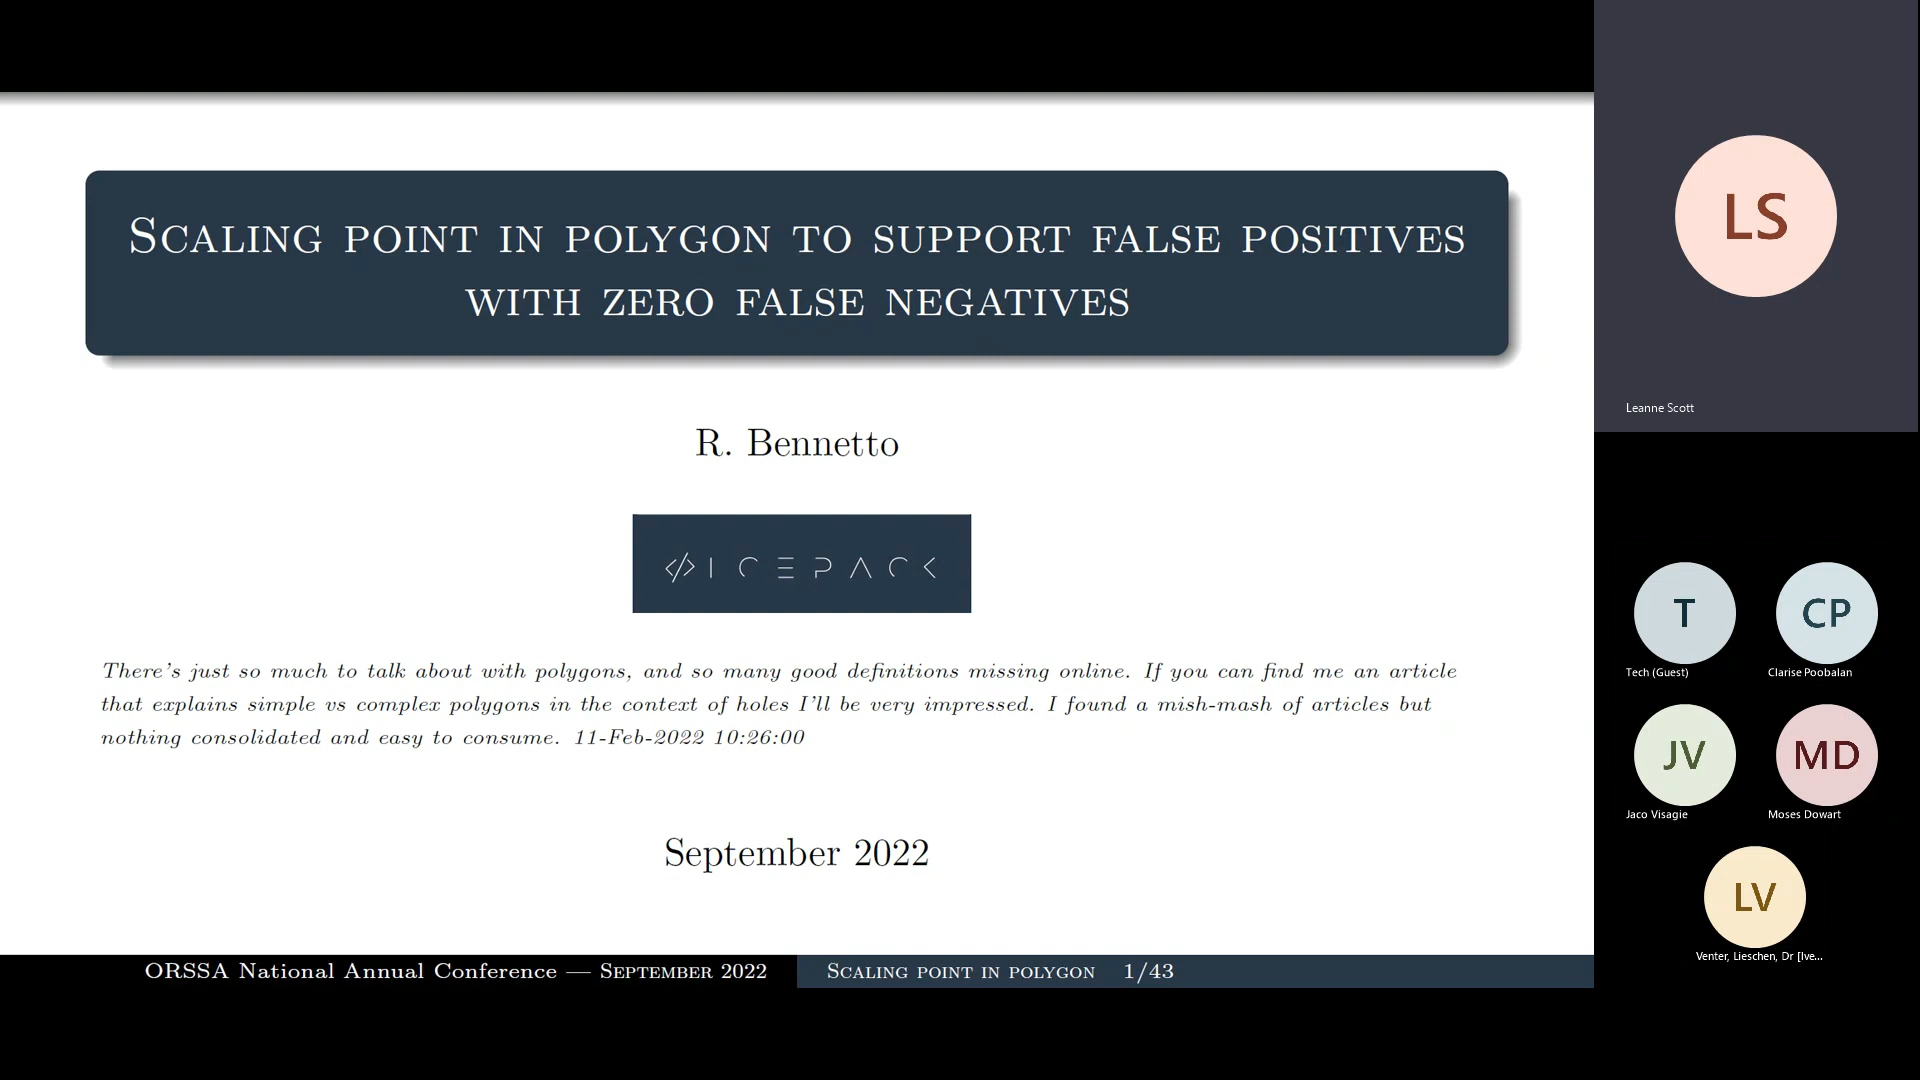 Scaling point in polygon to support false positives
with zero false negatives
R. Bennetto
</>ICEPACK
There's just so much to talk about with polygons, and so many good definitions missing online. If you can find me an article
that explains simple vs complex polygons in the context of holes I'll be very impressed. I found a mish-mash of articles but
nothing consolidated and easy to consume. 11-Feb-2022 10:26:00
September 2022
ORSSA National Annual Conference — September 2022
Scaling point in polygon 1/43
LS
Leanne Scott
T
CP
Tech (Guest)
Clarise Poobalan
JV
MD
Jaco Visagie
Moses Dowart
LV
Venter, Lieschen, Dr [lve...